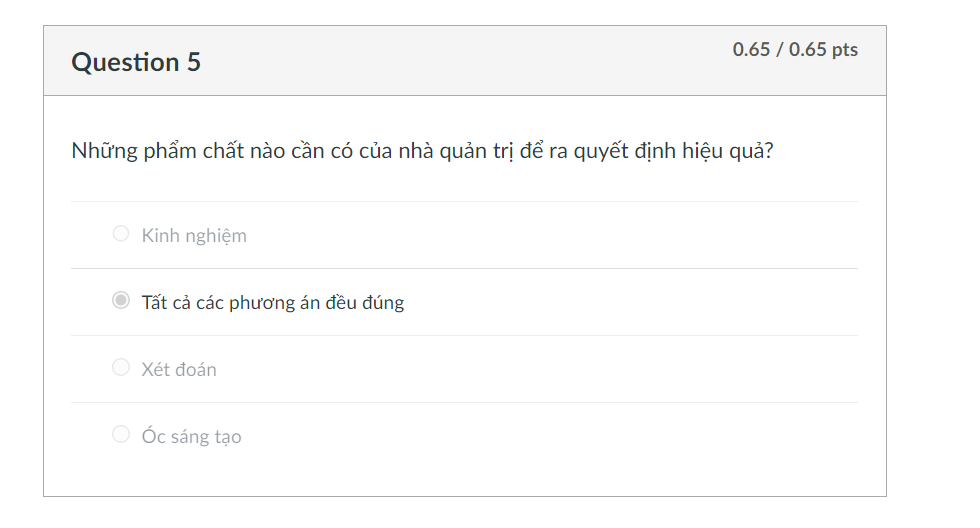 Question 5
0.65 / 0.65 pts
Những phẩm chất nào cần có của nhà quản trị để ra quyết định hiệu quả?
Kinh nghiệm
Tất cả các phương án đều đúng
Xét đoán
Óc sáng tạo